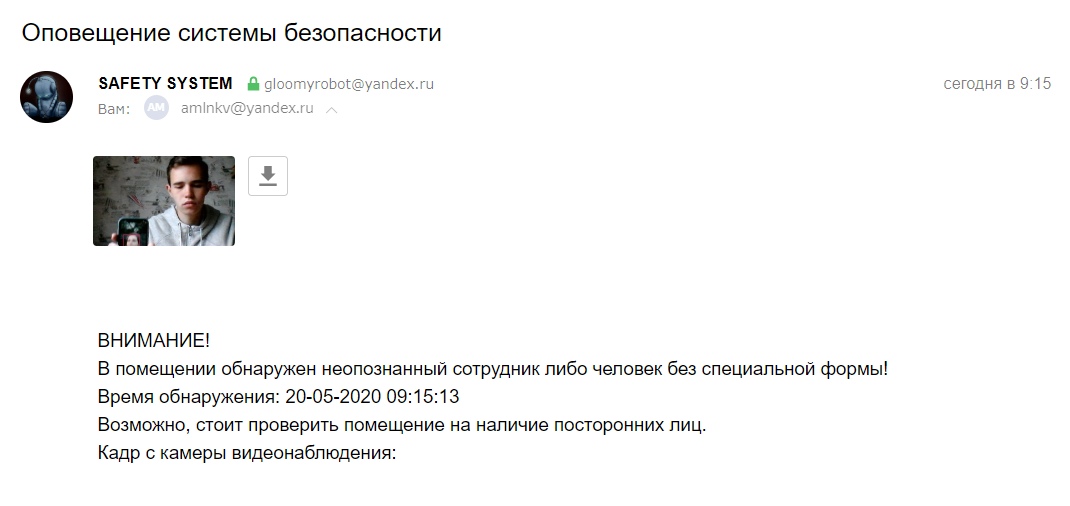 Оповещение системы безопасности
SAFETY SYSTEM gloomyrobot@yandex.ru сегодня в 9:15
Вам: AM amlnkv@yandex.ru
ВНИМАНИЕ!
В помещении обнаружен неопознанный сотрудник либо человек без специальной формы!
Время обнаружения: 20-05-2020 09:15:13
Возможно, стоит проверить помещение на наличие посторонних лиц.
Кадр с камеры видеонаблюдения: